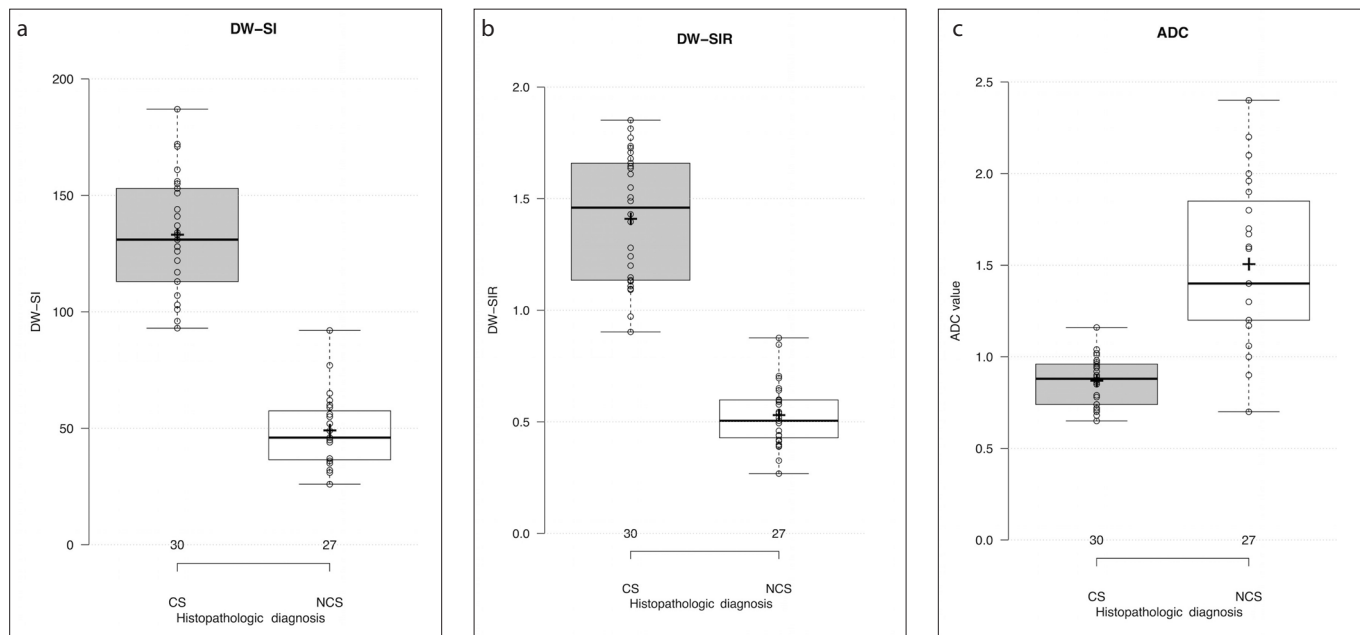 a
DW−SI
200
150
100
50
0
DW−SI
30 27
CS NCS
Histopathologic diagnosis
b
DW−SIR
2.0
1.5
1.0
0.5
0.0
DW−SIR
30 27
CS NCS
Histopathologic diagnosis
c
ADC
2.5
2.0
1.5
1.0
0.5
0.0
ADC value
30 27
CS NCS
Histopathologic diagnosis